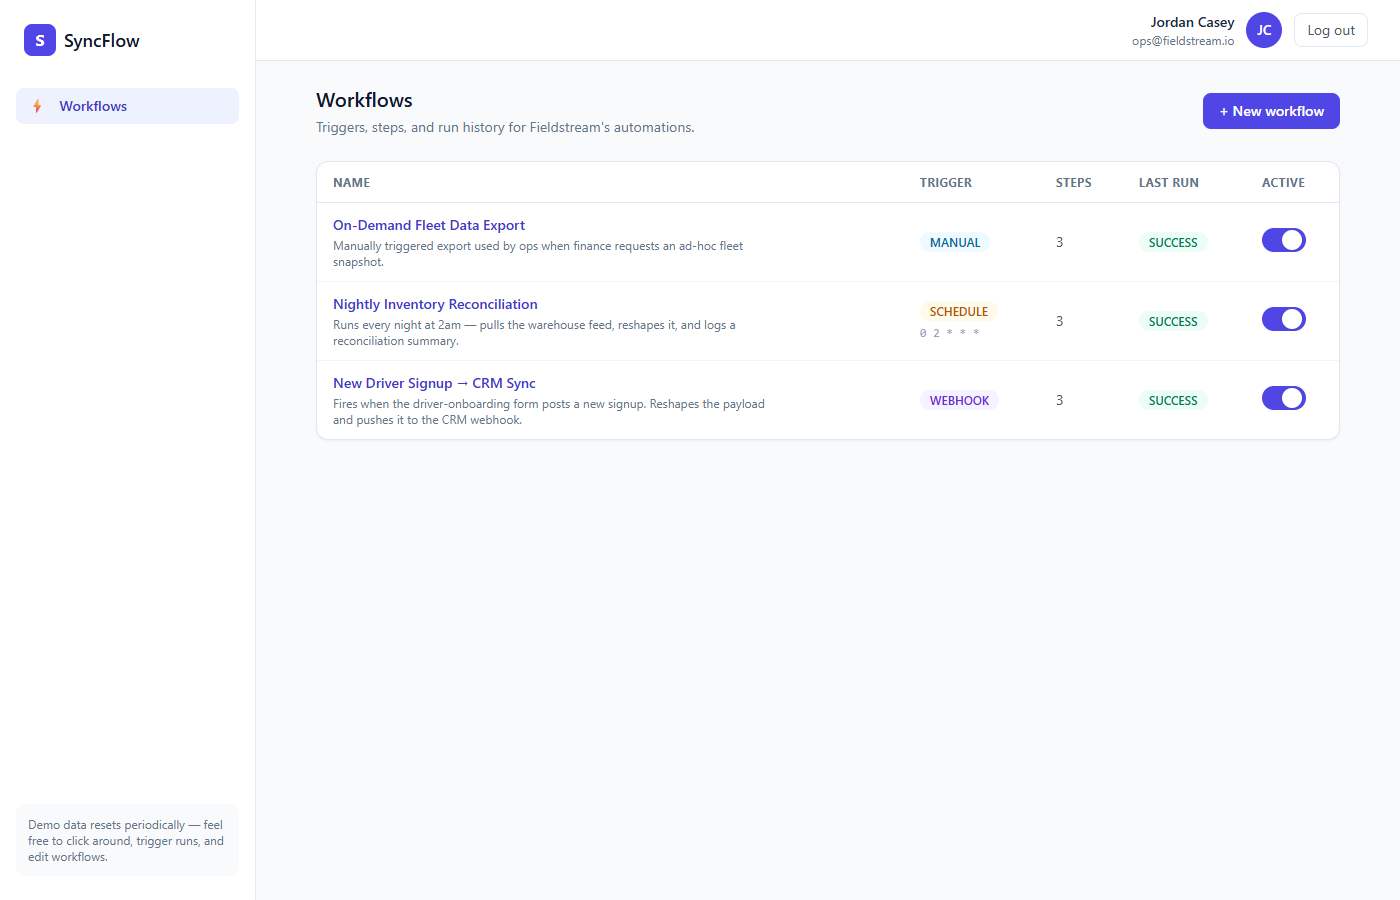 S SyncFlow
Jordan Casey
ops@fieldstream.io
JC
Log out
Workflows
Workflows
Triggers, steps, and run history for Fieldstream's automations.
+ New workflow
NAME TRIGGER STEPS LAST RUN ACTIVE
On-Demand Fleet Data Export
Manually triggered export used by ops when finance requests an ad-hoc fleet
snapshot.
MANUAL 3 SUCCESS
Nightly Inventory Reconciliation
Runs every night at 2am — pulls the warehouse feed, reshapes it, and logs a
reconciliation summary.
SCHEDULE
0 2 * * *
3 SUCCESS
New Driver Signup → CRM Sync
Fires when the driver-onboarding form posts a new signup. Reshapes the payload
and pushes it to the CRM webhook.
WEBHOOK 3 SUCCESS
Demo data resets periodically — feel
free to click around, trigger runs, and
edit workflows.